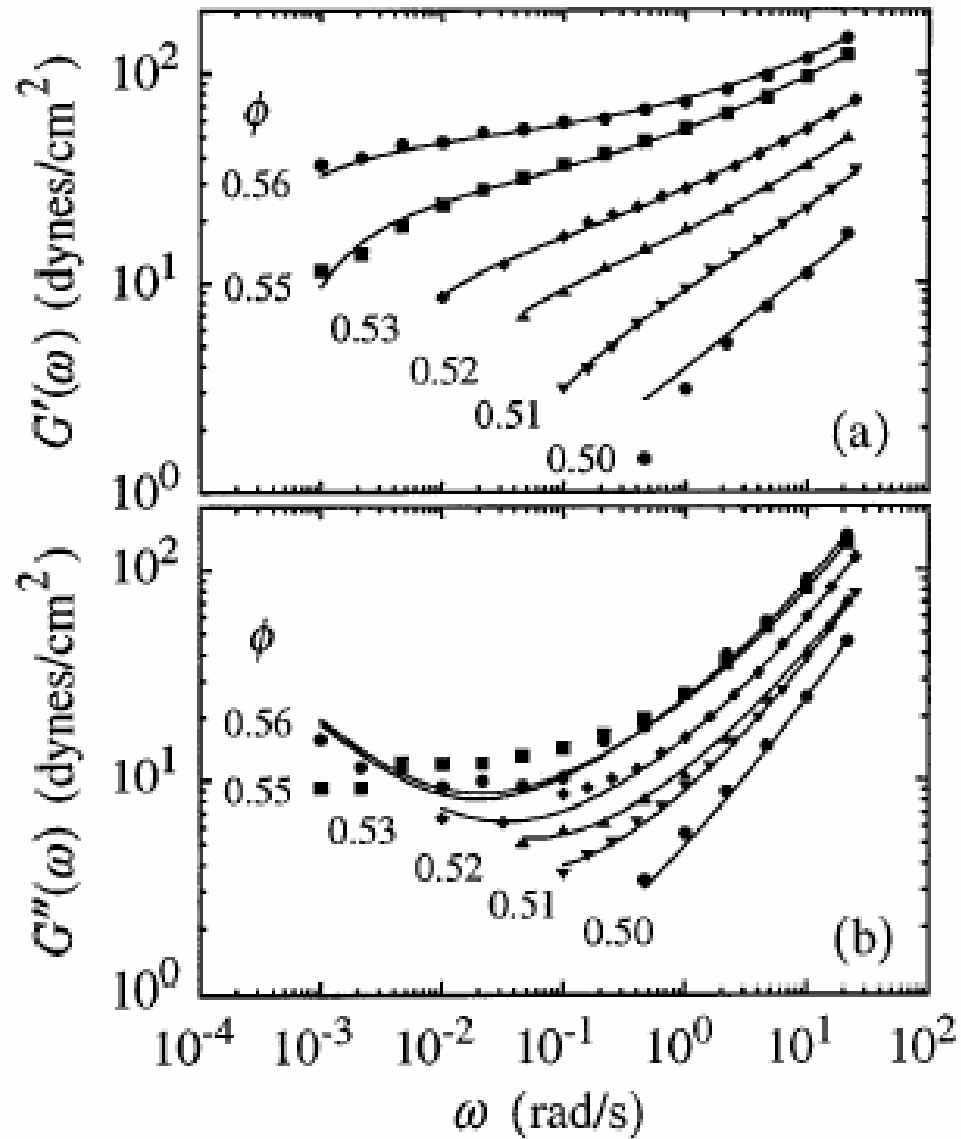 G′(ω) (dynes/cm²)
10²
10¹
10⁰
ϕ
0.56
0.55
0.53
0.52
0.51
0.50
(a)
G″(ω) (dynes/cm²)
10²
10¹
10⁰
ϕ
0.56
0.55
0.53
0.52
0.51
0.50
(b)
10⁻⁴ 10⁻³ 10⁻² 10⁻¹ 10⁰ 10¹ 10²
ω (rad/s)